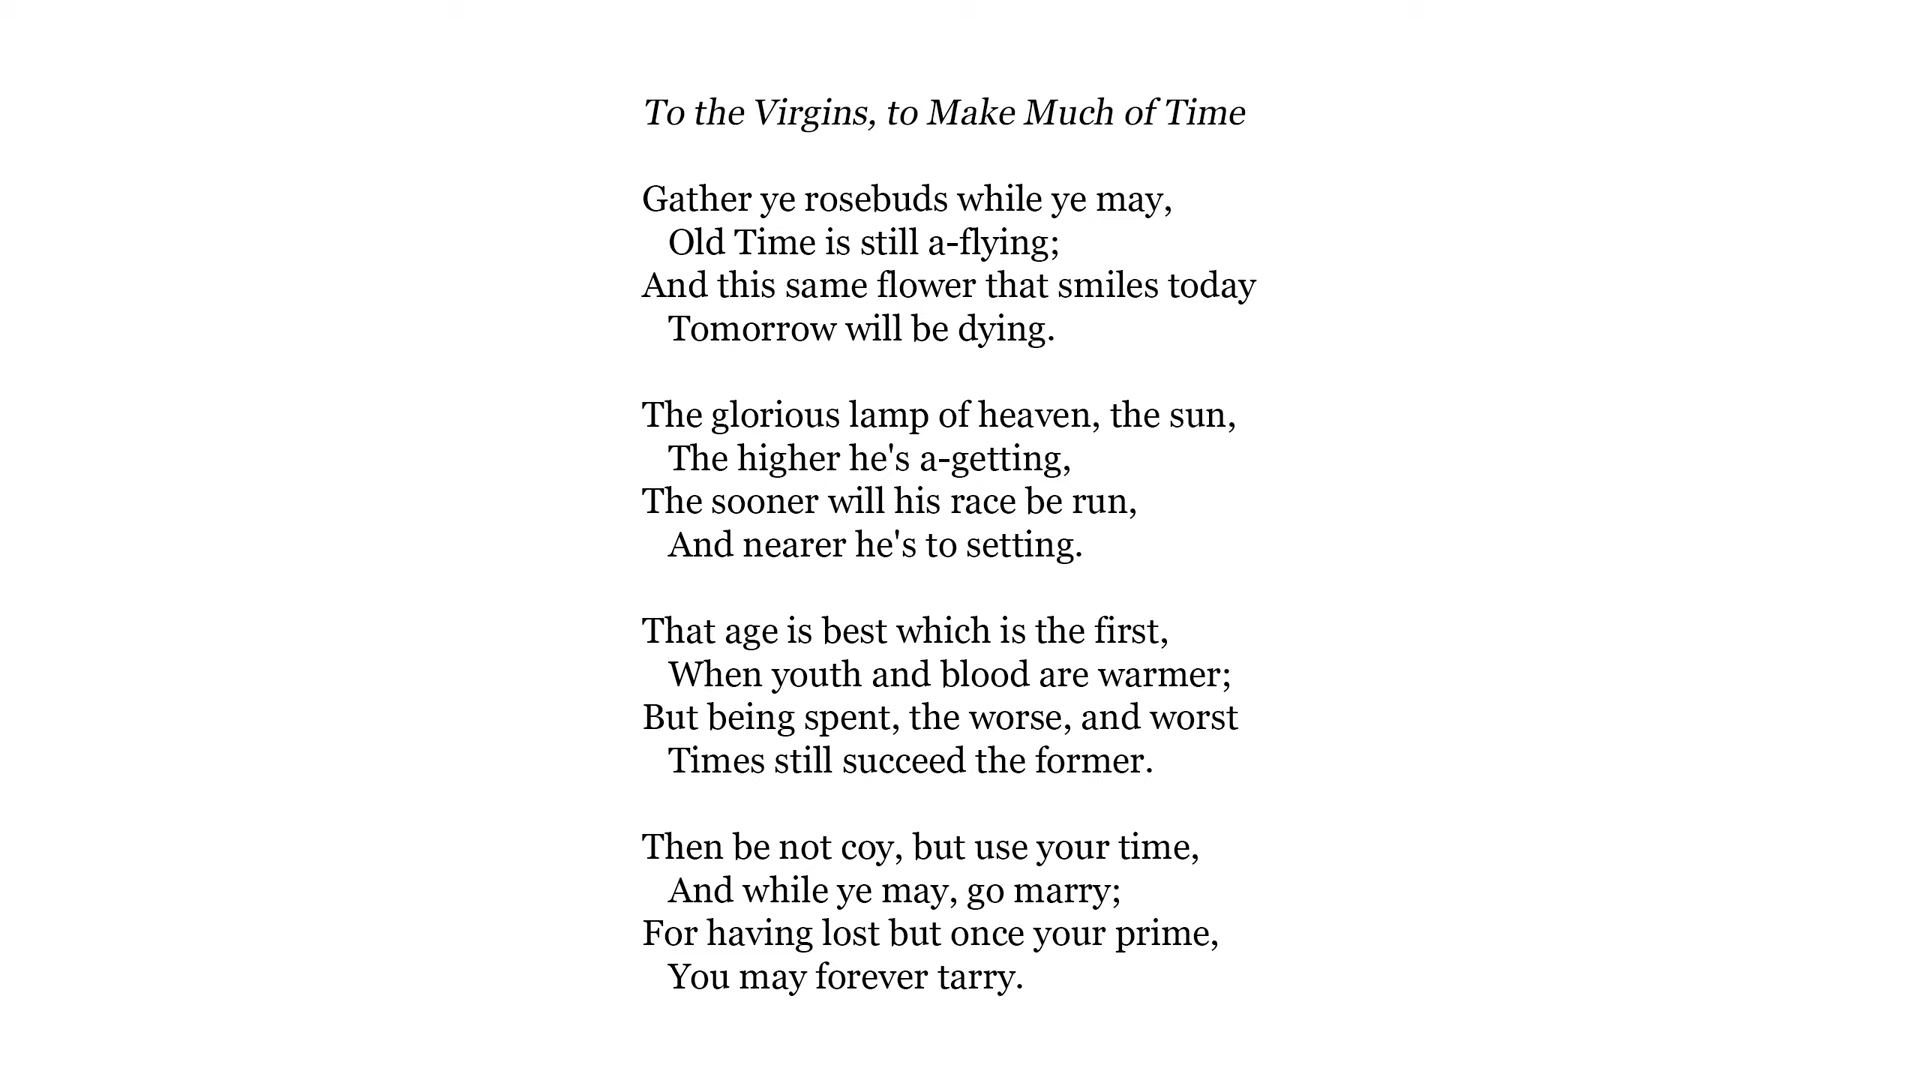 To the Virgins, to Make Much of Time
Gather ye rosebuds while ye may,
Old Time is still a-flying;
And this same flower that smiles today
Tomorrow will be dying.
The glorious lamp of heaven, the sun,
The higher he's a-getting,
The sooner will his race be run,
And nearer he's to setting.
That age is best which is the first,
When youth and blood are warmer;
But being spent, the worse, and worst
Times still succeed the former.
Then be not coy, but use your time,
And while ye may, go marry;
For having lost but once your prime,
You may forever tarry.